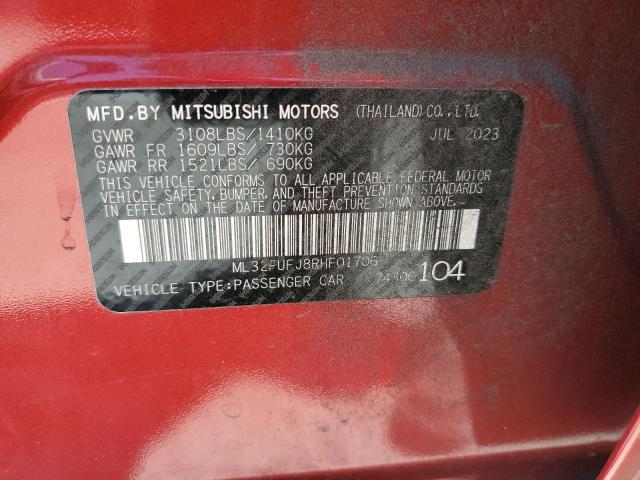 MFD.BY MITSUBISHI MOTORS (THAILAND) CO.,LTD.
GVWR 3108LBS/1410KG JUL 2023
GAWR FR 1609LBS/ 730KG
GAWR RR 1521LBS/ 690KG
THIS VEHICLE CONFORMS TO ALL APPLICABLE FEDERAL MOTOR
VEHICLE SAFETY, BUMPER, AND THEFT PREVENTION STANDARDS
IN EFFECT ON THE DATE OF MANUFACTURE SHOWN ABOVE.
ML32FUFJ8RHF01706
VEHICLE TYPE:PASSENGER CAR 74300 104